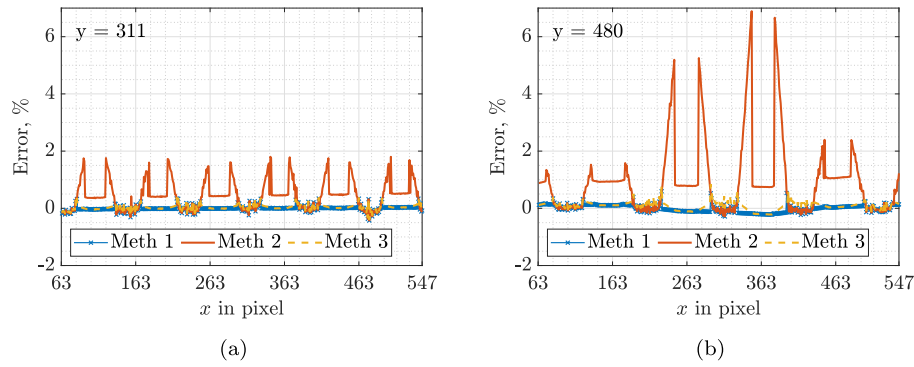 y = 311
Error, %
6
4
2
0
-2
Meth 1 Meth 2 Meth 3
63 163 263 363 463 547
x in pixel
(a)
y = 480
Error, %
6
4
2
0
-2
Meth 1 Meth 2 Meth 3
63 163 263 363 463 547
x in pixel
(b)